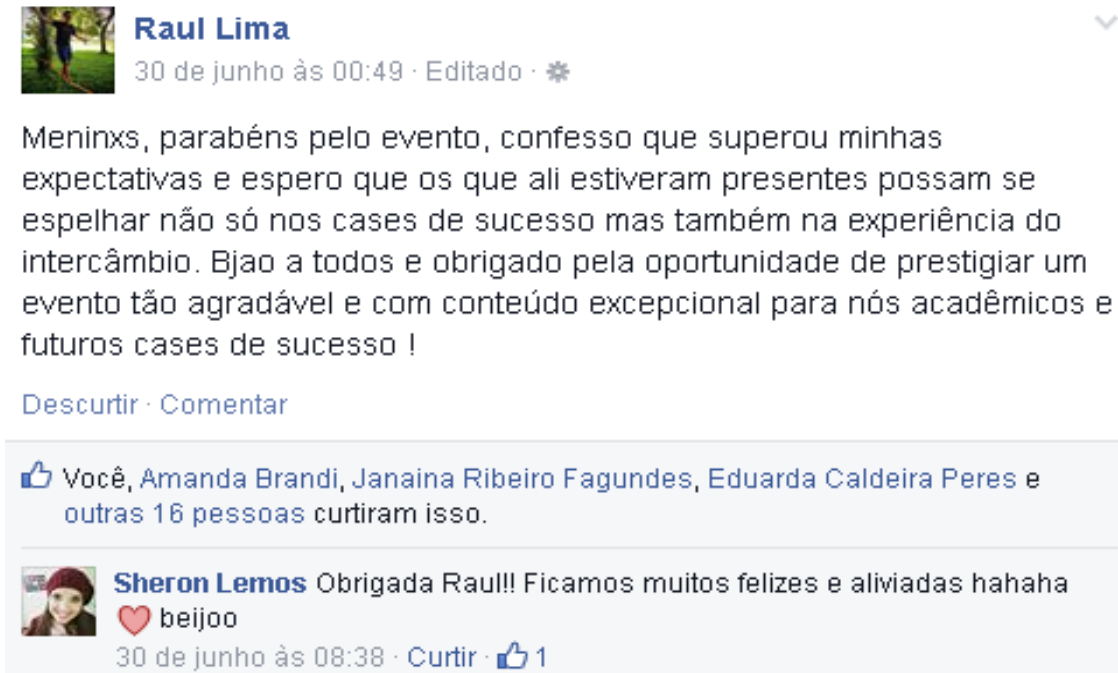 Raul Lima
30 de junho às 00:49 · Editado ·
Meninxs, parabéns pelo evento, confesso que superou minhas
expectativas e espero que os que ali estiveram presentes possam se
espelhar não só nos cases de sucesso mas também na experiência do
intercâmbio. Bjao a todos e obrigado pela oportunidade de prestigiar um
evento tão agradável e com conteúdo excepcional para nós acadêmicos e
futuros cases de sucesso !
Descurtir · Comentar
Você, Amanda Brandi, Janaina Ribeiro Fagundes, Eduarda Caldeira Peres e
outras 16 pessoas curtiram isso.
Sheron Lemos Obrigada Raul!! Ficamos muitos felizes e aliviadas hahaha
beijoo
30 de junho às 08:38 · Curtir · 1